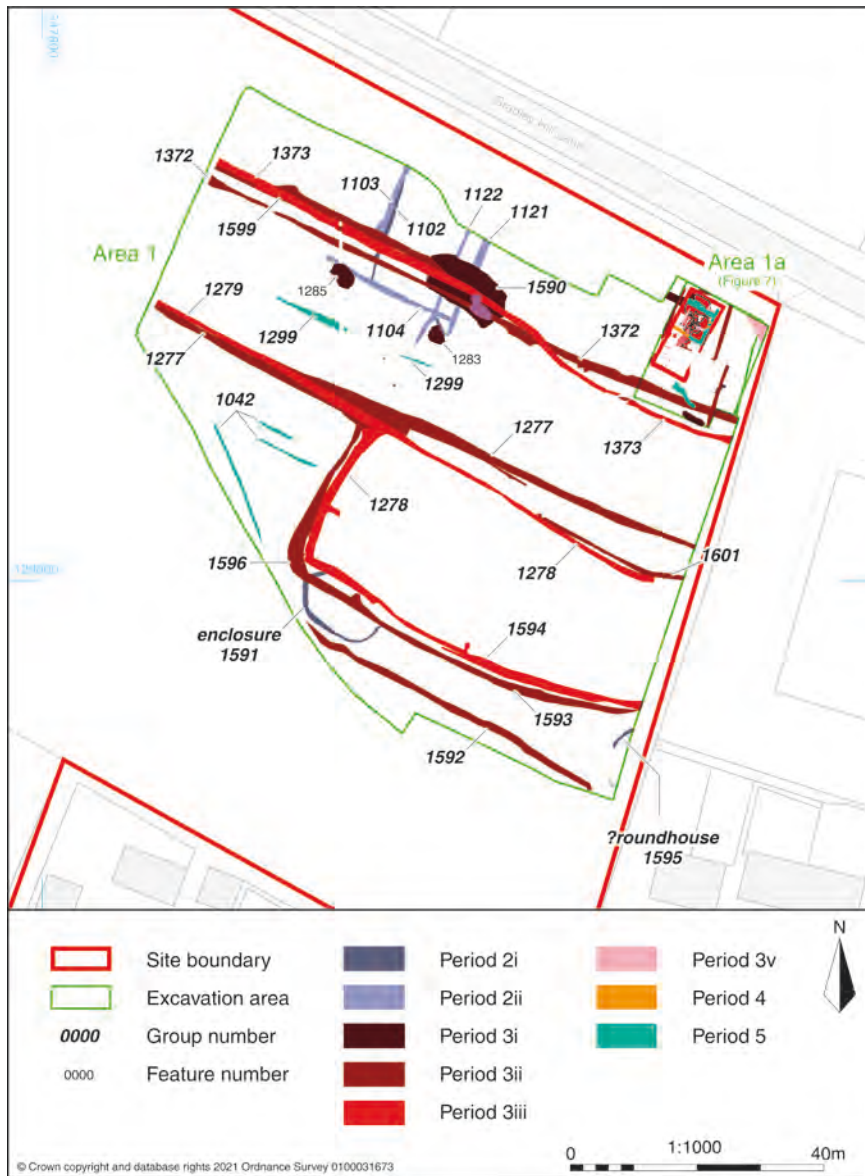 1372
1373
1103
1122
1102
1121
1599
Area 1
Area 1a
(Figure 7)
1285
1590
1279
1299
1104
1372
1277
1283
1299
1042
1373
1277
1278
1596
1278
1601
enclosure
1591
1594
1593
1592
?roundhouse
1595
Site boundary
Excavation area
0000 Group number
0000 Feature number
Period 2i
Period 2ii
Period 3i
Period 3ii
Period 3iii
Period 3v
Period 4
Period 5
N
0 1:1000 40m
© Crown copyright and database rights 2021 Ordnance Survey 0100031673